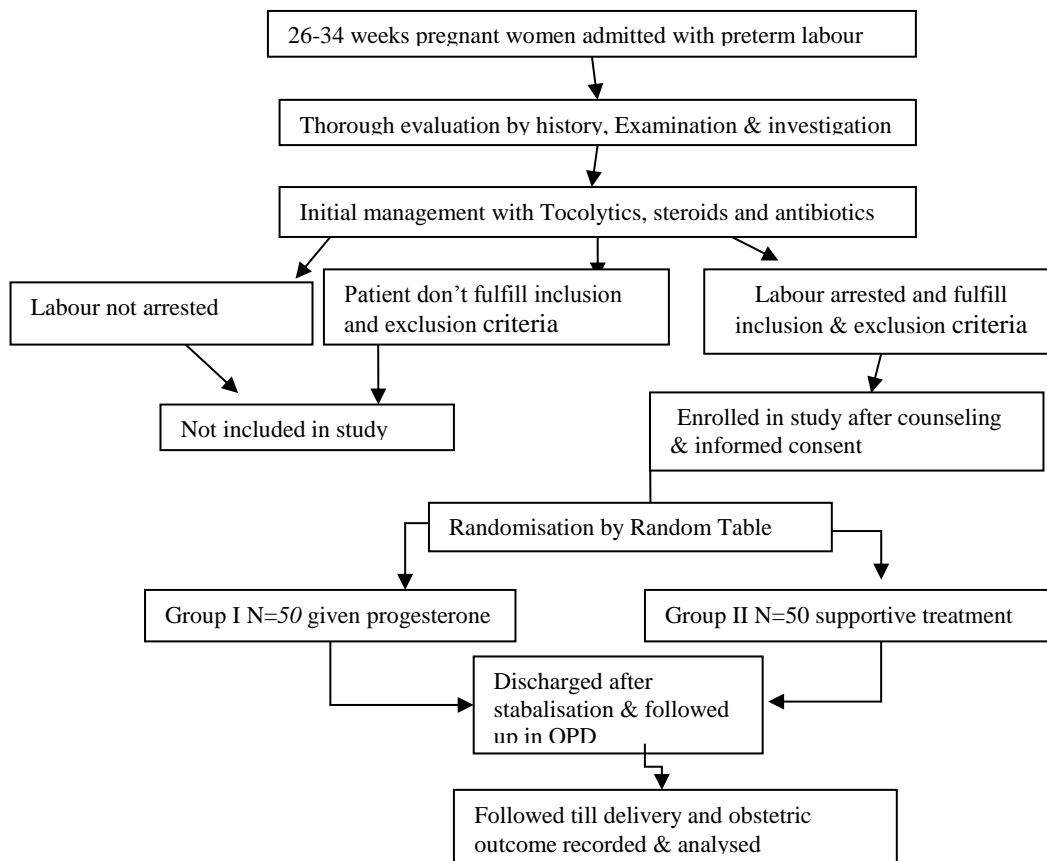 26-34 weeks pregnant women admitted with preterm labour
Thorough evaluation by history, Examination & investigation
Initial management with Tocolytics, steroids and antibiotics
Labour not arrested
Patient don’t fulfill inclusion
and exclusion criteria
Labour arrested and fulfill
inclusion & exclusion criteria
Not included in study
Enrolled in study after counseling
& informed consent
Randomisation by Random Table
Group I N=50 given progesterone
Group II N=50 supportive treatment
Discharged after
stabalisation & followed
up in OPD
Followed till delivery and obstetric
outcome recorded & analysed